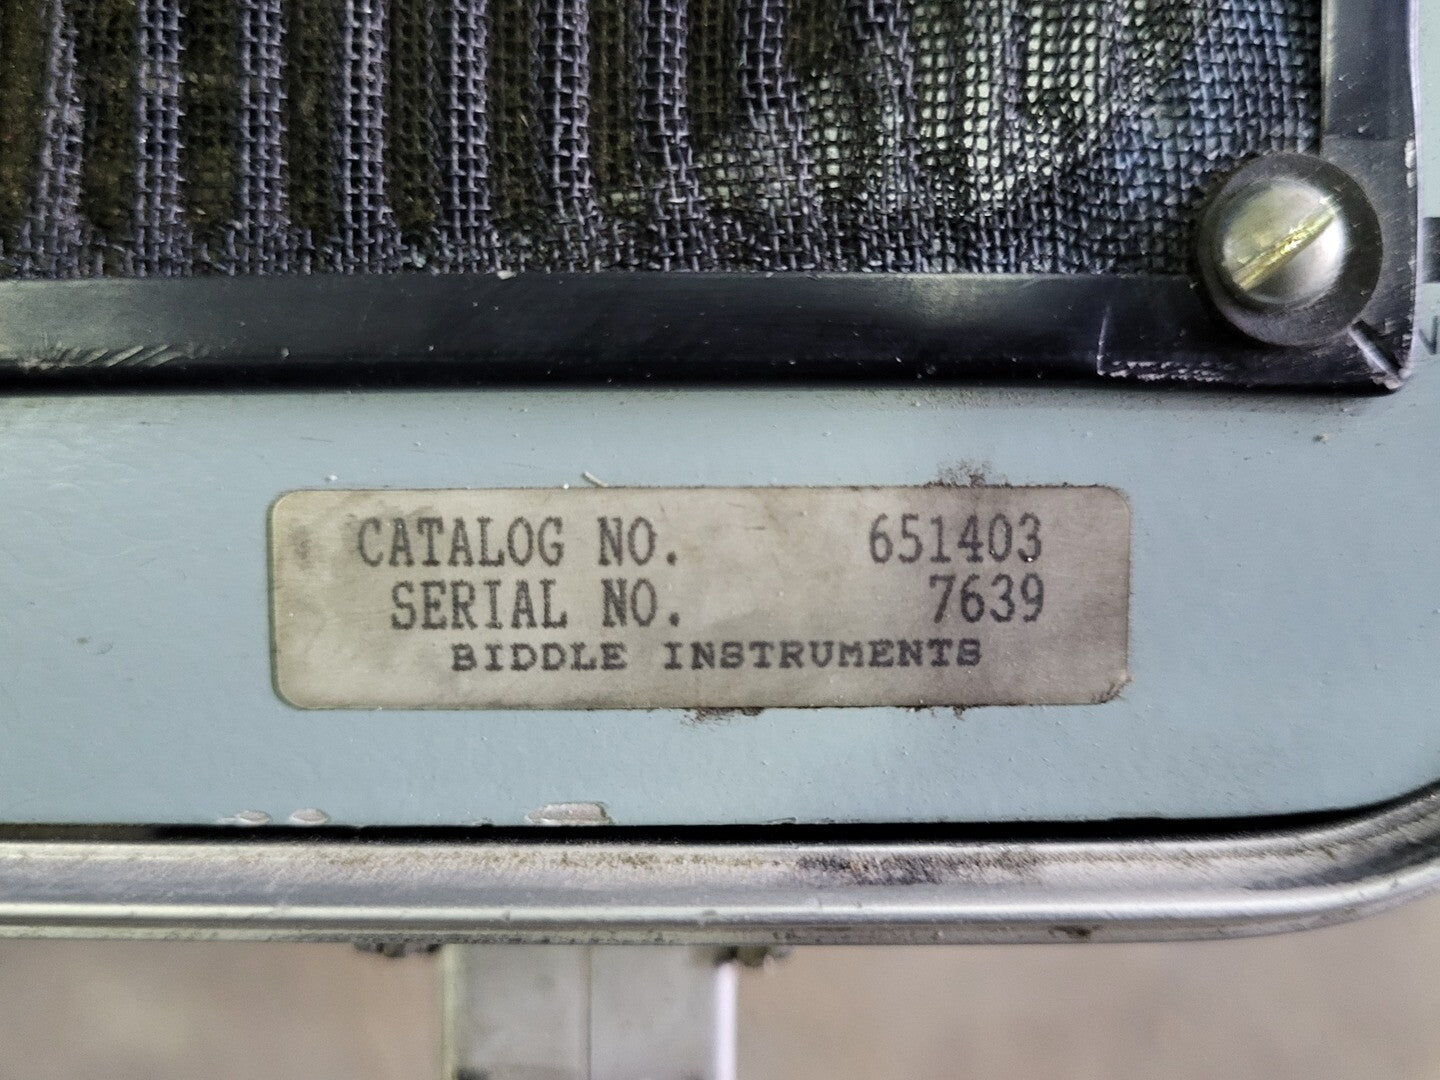 CATALOG NO. 651403
SERIAL NO. 7639
BIDDLE INSTRUMENTS